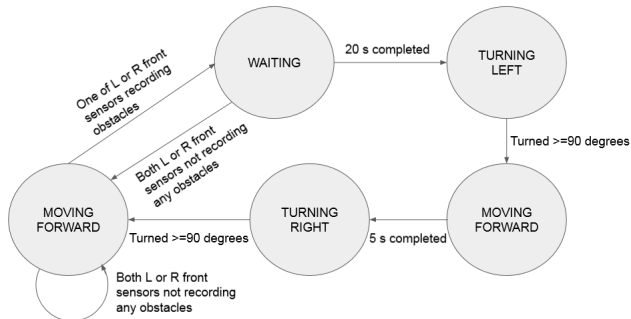 WAITING
20 s completed
TURNING
LEFT
One of L or R front
sensors recording
obstacles
Both L or R front
sensors not recording
any obstacles
Turned >=90 degrees
MOVING
FORWARD
Turned >=90 degrees
TURNING
RIGHT
5 s completed
MOVING
FORWARD
Both L or R front
sensors not recording
any obstacles